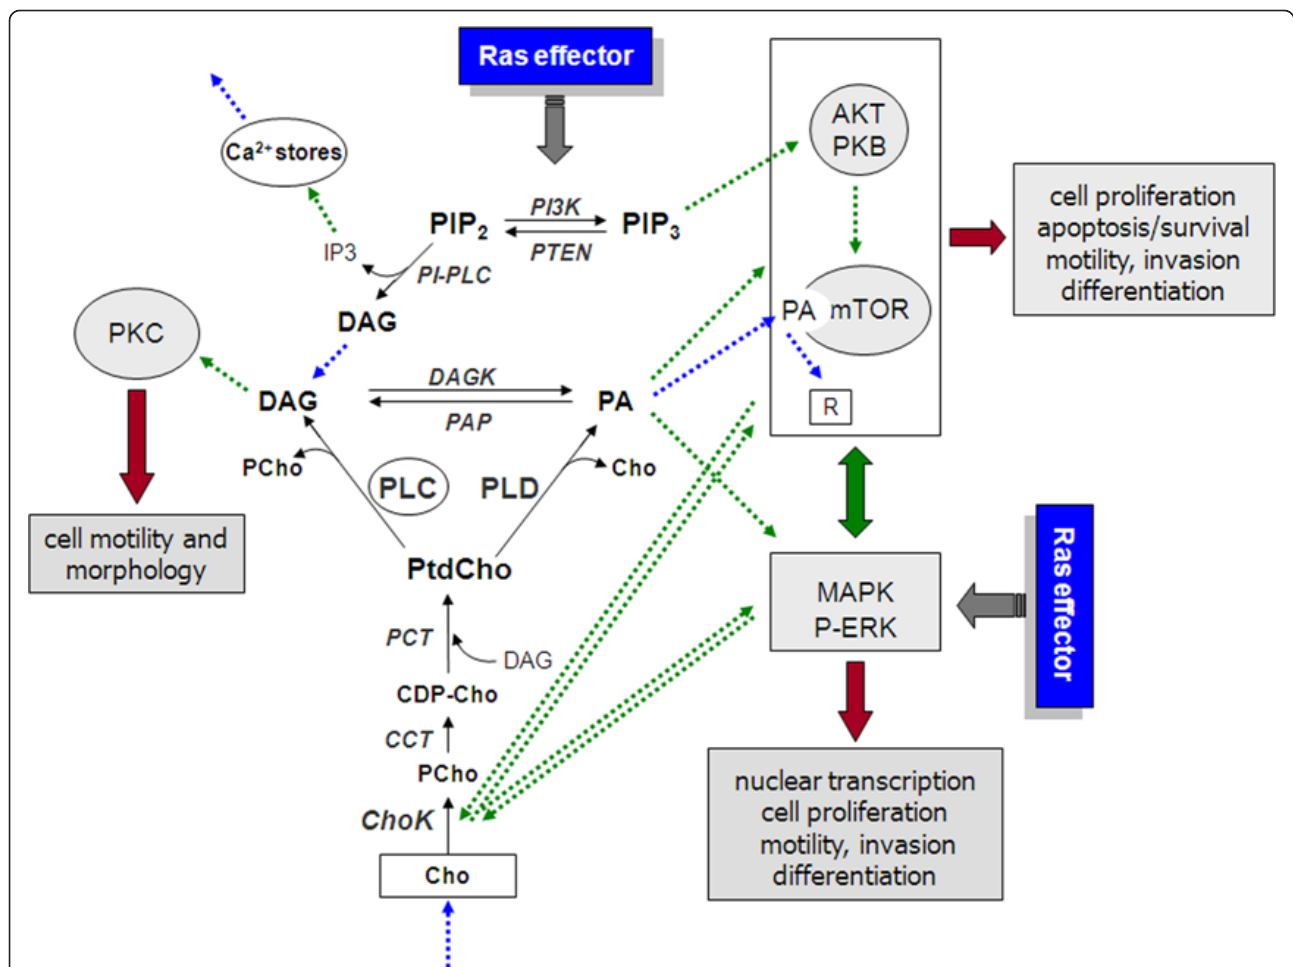 Ras effector
AKT
PKB
Ca2+ stores
cell proliferation
apoptosis/survival
motility, invasion
differentiation
PIP2
PI3K
PTEN
PIP3
IP3
PI-PLC
DAG
PKC
PA
mTOR
R
DAG
DAGK
PAP
PA
PCho
PLC
PLD
Cho
cell motility and
morphology
PtdCho
MAPK
P-ERK
Ras effector
PCT
DAG
CDP-Cho
CCT
PCho
ChoK
Cho
nuclear transcription
cell proliferation
motility, invasion
differentiation